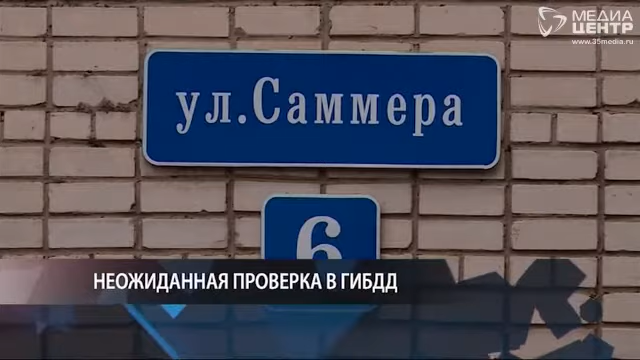 МЕДИА
ЦЕНТР
www.35media.ru
ул.Саммера
6
НЕОЖИДАННАЯ ПРОВЕРКА В ГИБДД